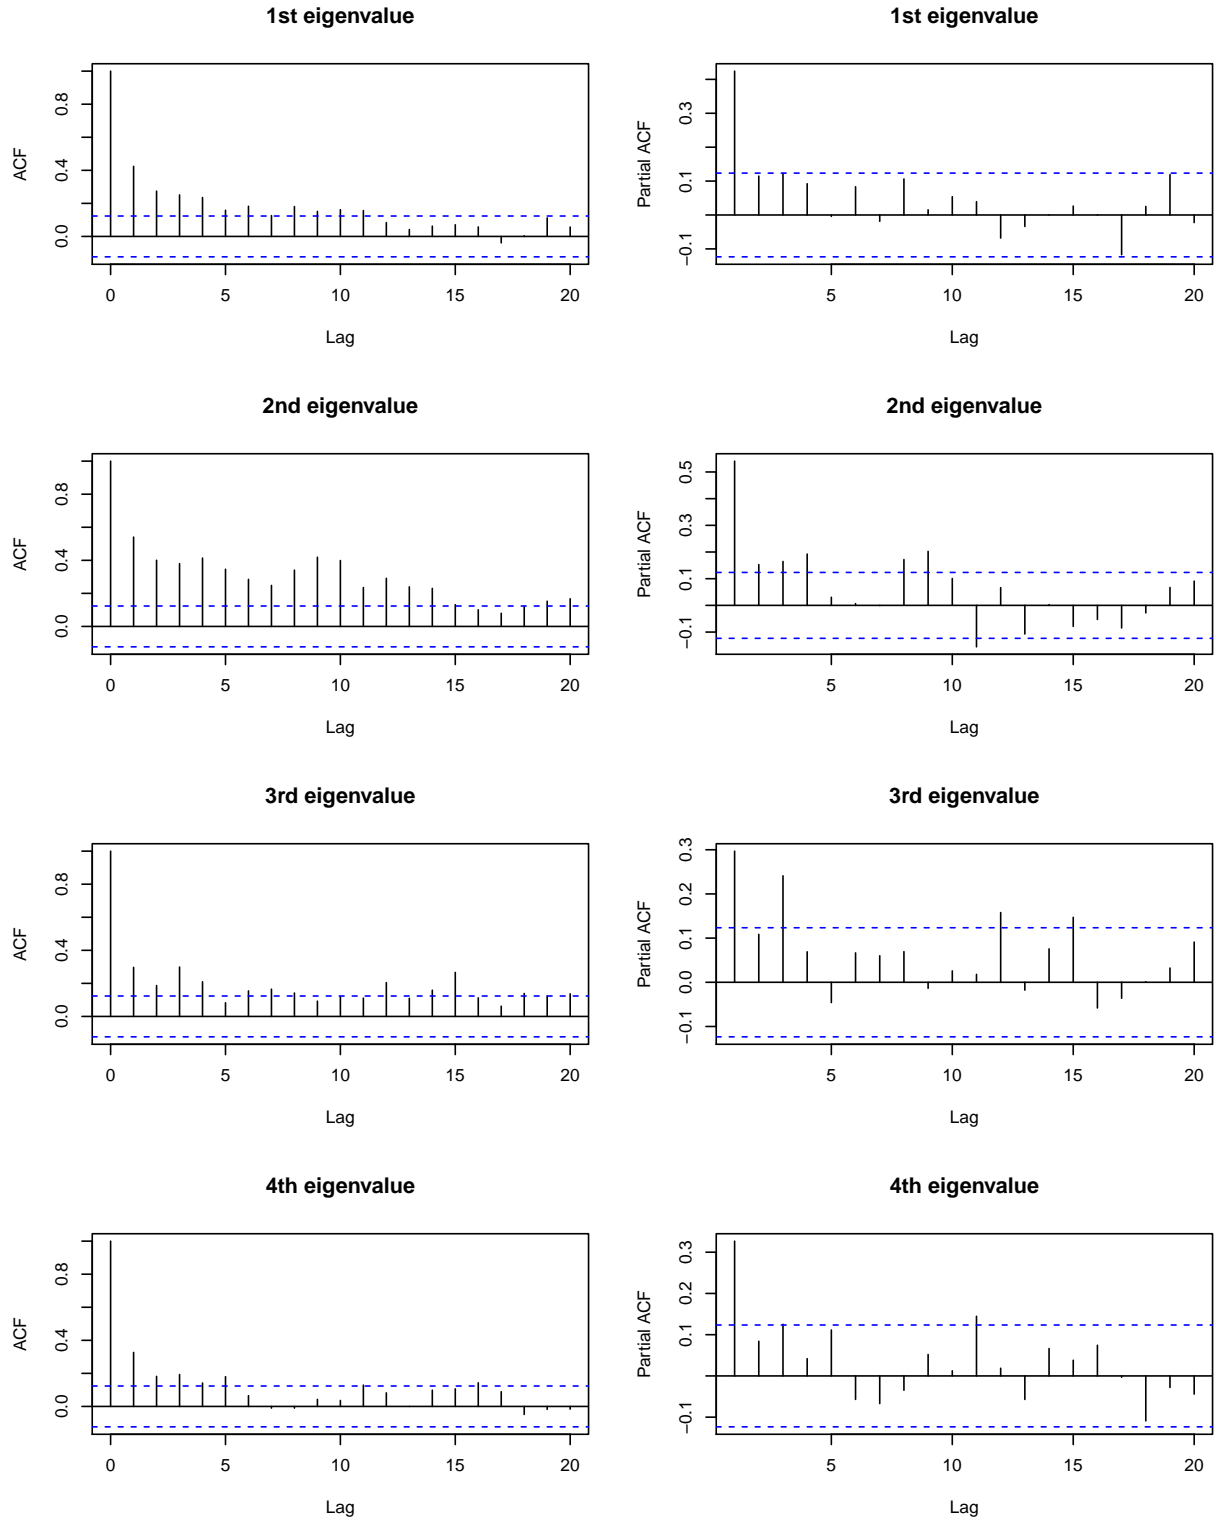 1st eigenvalue
ACF
0.0 0.4 0.8
0 5 10 15 20
Lag
1st eigenvalue
Partial ACF
−0.1 0.1 0.3
5 10 15 20
Lag
2nd eigenvalue
ACF
0.0 0.4 0.8
0 5 10 15 20
Lag
2nd eigenvalue
Partial ACF
−0.1 0.1 0.3 0.5
5 10 15 20
Lag
3rd eigenvalue
ACF
0.0 0.4 0.8
0 5 10 15 20
Lag
3rd eigenvalue
Partial ACF
−0.1 0.0 0.1 0.2 0.3
5 10 15 20
Lag
4th eigenvalue
ACF
0.0 0.4 0.8
0 5 10 15 20
Lag
4th eigenvalue
Partial ACF
−0.1 0.1 0.2 0.3
5 10 15 20
Lag